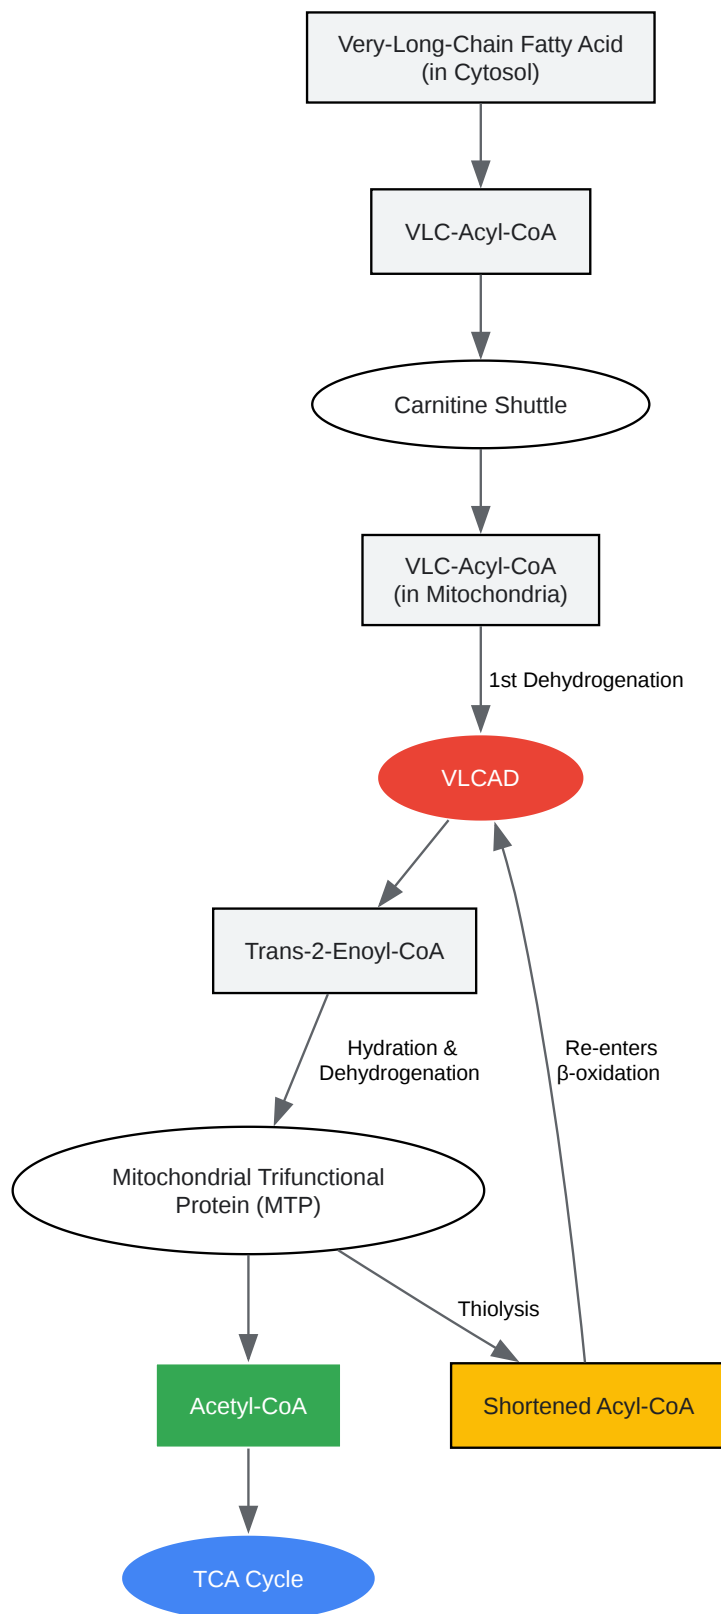 Very-Long-Chain Fatty Acid
(in Cytosol)
VLC-Acyl-CoA
Carnitine Shuttle
VLC-Acyl-CoA
(in Mitochondria)
1st Dehydrogenation
VLCAD
Trans-2-Enoyl-CoA
Hydration &
Dehydrogenation
Re-enters
β-oxidation
Mitochondrial Trifunctional
Protein (MTP)
Thiolysis
Acetyl-CoA
Shortened Acyl-CoA
TCA Cycle